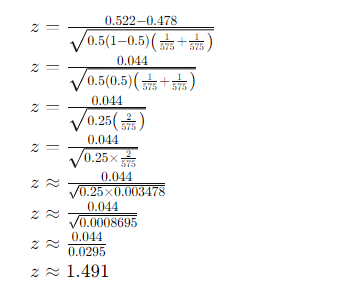 z = \frac{0.522-0.478}{\sqrt{0.5(1-0.5)\left(\frac{1}{575}+\frac{1}{575}\right)}}
z = \frac{0.044}{\sqrt{0.5(0.5)\left(\frac{1}{575}+\frac{1}{575}\right)}}
z = \frac{0.044}{\sqrt{0.25\left(\frac{2}{575}\right)}}
z = \frac{0.044}{\sqrt{0.25\times\frac{2}{575}}}
z ≈ \frac{0.044}{\sqrt{0.25\times0.003478}}
z ≈ \frac{0.044}{\sqrt{0.0008695}}
z ≈ \frac{0.044}{0.0295}
z ≈ 1.491